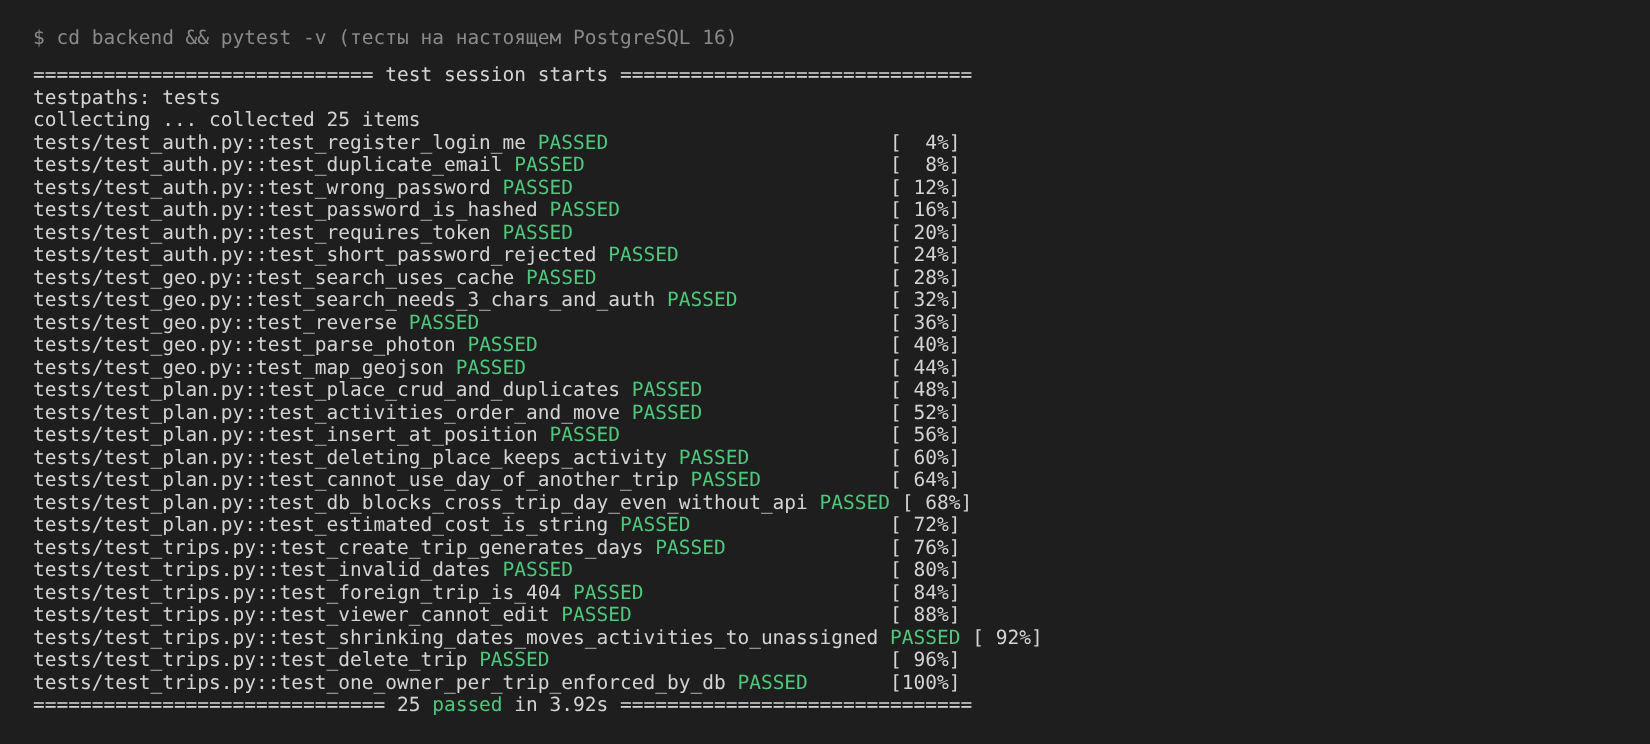 $ cd backend && pytest -v (тесты на настоящем PostgreSQL 16)
============================= test session starts ==============================
testpaths: tests
collecting ... collected 25 items
tests/test_auth.py::test_register_login_me PASSED                        [  4%]
tests/test_auth.py::test_duplicate_email PASSED                          [  8%]
tests/test_auth.py::test_wrong_password PASSED                           [ 12%]
tests/test_auth.py::test_password_is_hashed PASSED                       [ 16%]
tests/test_auth.py::test_requires_token PASSED                           [ 20%]
tests/test_auth.py::test_short_password_rejected PASSED                  [ 24%]
tests/test_geo.py::test_search_uses_cache PASSED                         [ 28%]
tests/test_geo.py::test_search_needs_3_chars_and_auth PASSED             [ 32%]
tests/test_geo.py::test_reverse PASSED                                   [ 36%]
tests/test_geo.py::test_parse_photon PASSED                              [ 40%]
tests/test_geo.py::test_map_geojson PASSED                               [ 44%]
tests/test_plan.py::test_place_crud_and_duplicates PASSED                [ 48%]
tests/test_plan.py::test_activities_order_and_move PASSED                [ 52%]
tests/test_plan.py::test_insert_at_position PASSED                       [ 56%]
tests/test_plan.py::test_deleting_place_keeps_activity PASSED            [ 60%]
tests/test_plan.py::test_cannot_use_day_of_another_trip PASSED           [ 64%]
tests/test_plan.py::test_db_blocks_cross_trip_day_even_without_api PASSED [ 68%]
tests/test_plan.py::test_estimated_cost_is_string PASSED                 [ 72%]
tests/test_trips.py::test_create_trip_generates_days PASSED              [ 76%]
tests/test_trips.py::test_invalid_dates PASSED                           [ 80%]
tests/test_trips.py::test_foreign_trip_is_404 PASSED                     [ 84%]
tests/test_trips.py::test_viewer_cannot_edit PASSED                      [ 88%]
tests/test_trips.py::test_shrinking_dates_moves_activities_to_unassigned PASSED [ 92%]
tests/test_trips.py::test_delete_trip PASSED                             [ 96%]
tests/test_trips.py::test_one_owner_per_trip_enforced_by_db PASSED       [100%]
============================== 25 passed in 3.92s ==============================